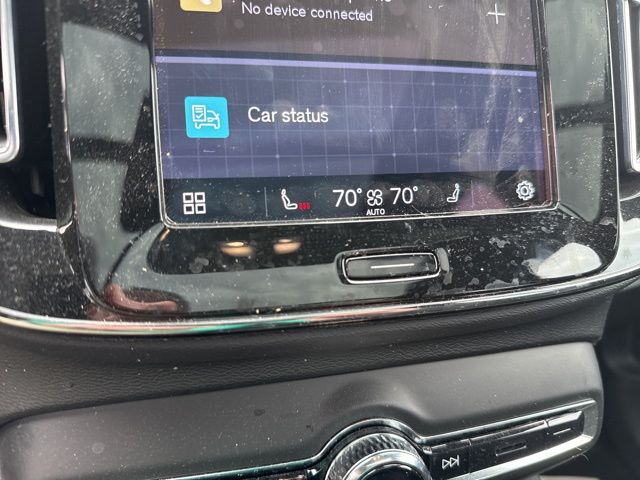 No device connected
Car status
70° 70°
AUTO